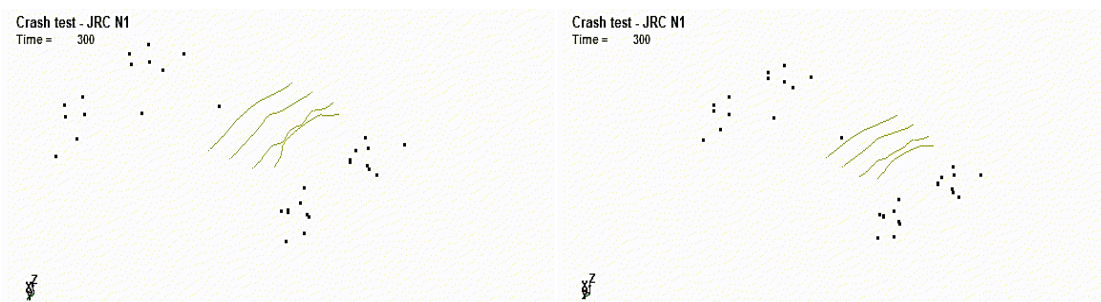 Crash test - JRC N1
Time = 300
Crash test - JRC N1
Time = 300
Z
Z